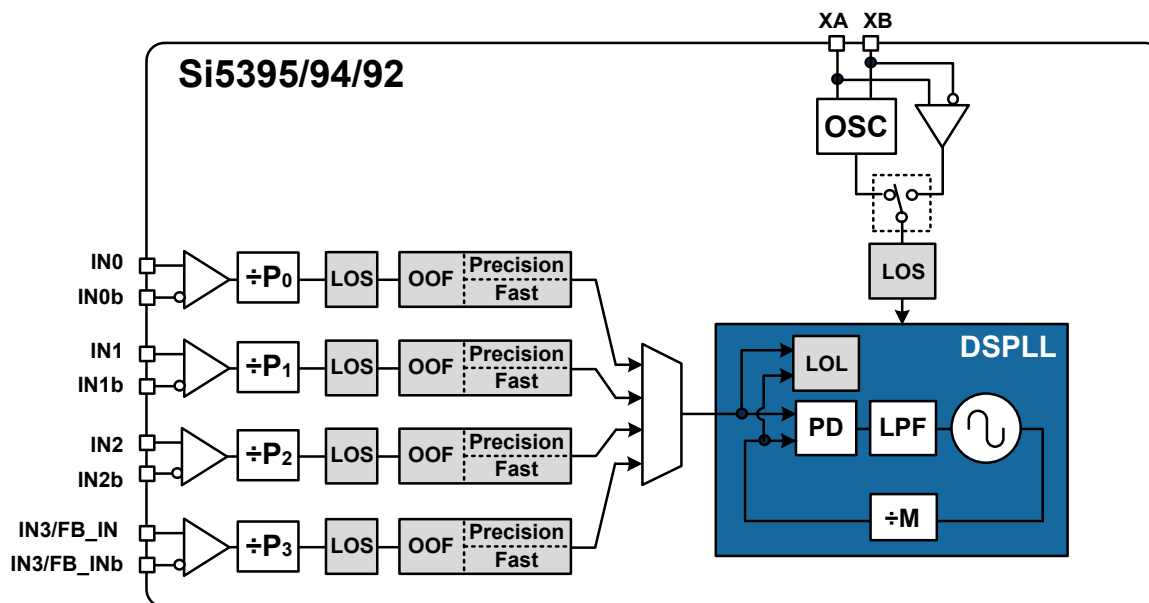 XA XB
Si5395/94/92
OSC
LOS
IN0
IN0b
÷P0
LOS
OOF
Precision
Fast
IN1
IN1b
÷P1
LOS
OOF
Precision
Fast
IN2
IN2b
÷P2
LOS
OOF
Precision
Fast
IN3/FB_IN
IN3/FB_INb
÷P3
LOS
OOF
Precision
Fast
DSPLL
LOL
PD
LPF
÷M